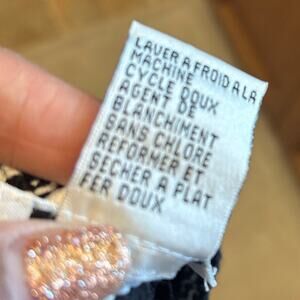 LAVER A FROID A LA
MACHINE
CYCLE DOUX
AGENT DE
BLANCHIMENT
SANS CHLORE
REFORMER ET
SECHER A PLAT
FER DOUX